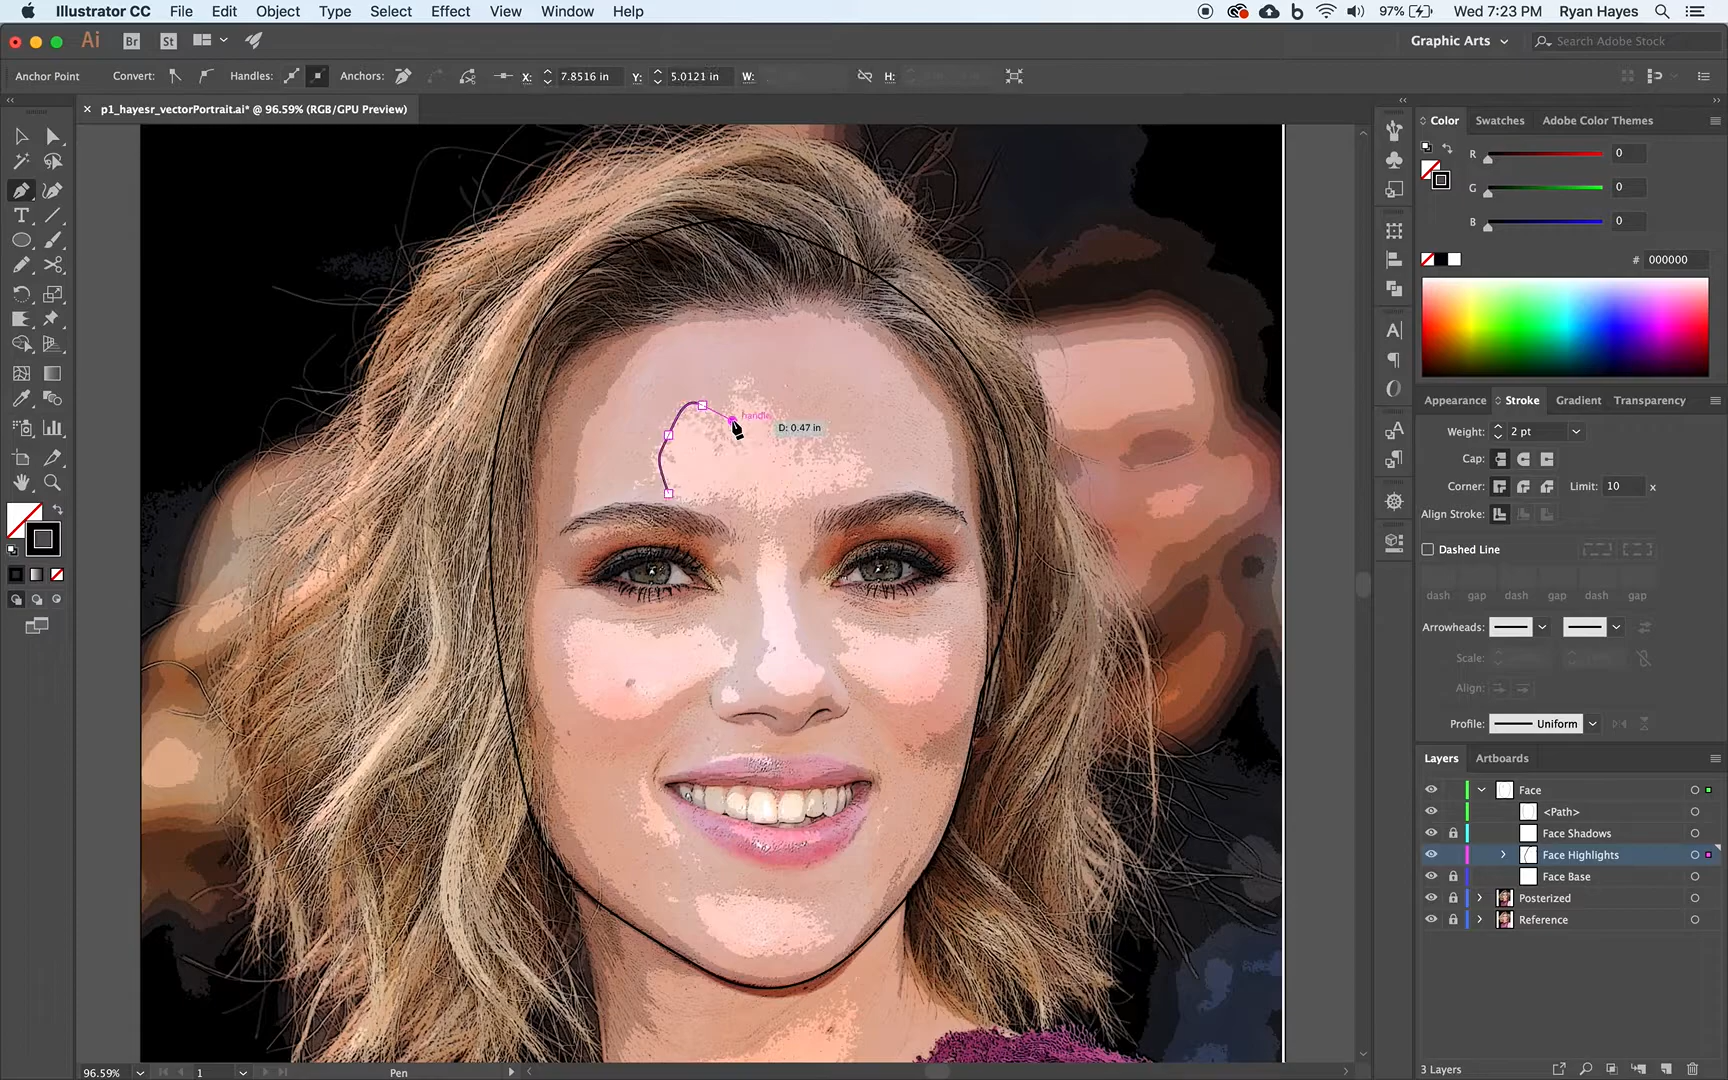 Illustrator CC File Edit Object Type Select Effect View Window Help 97% Wed 7:23 PM Ryan Hayes
Ai Br St Graphic Arts Search Adobe Stock
Anchor Point Convert: Handles: Anchors: X: 7.8516 in Y: 5.0121 in W: H:
p1_hayesr_vectorPortrait.ai* @ 96.59% (RGB/GPU Preview)
Color Swatches Adobe Color Themes
R 0
G 0
B 0
# 000000
Appearance Stroke Gradient Transparency
Weight: 2 pt
Cap:
Corner: Limit: 10 x
Align Stroke:
Dashed Line
dash gap dash gap dash gap
Arrowheads:
Scale:
Align:
Profile: Uniform
Layers Artboards
Face
<Path>
Face Shadows
Face Highlights
Face Base
Posterized
Reference
3 Layers
handle
D: 0.47 in
96.59% 1 Pen